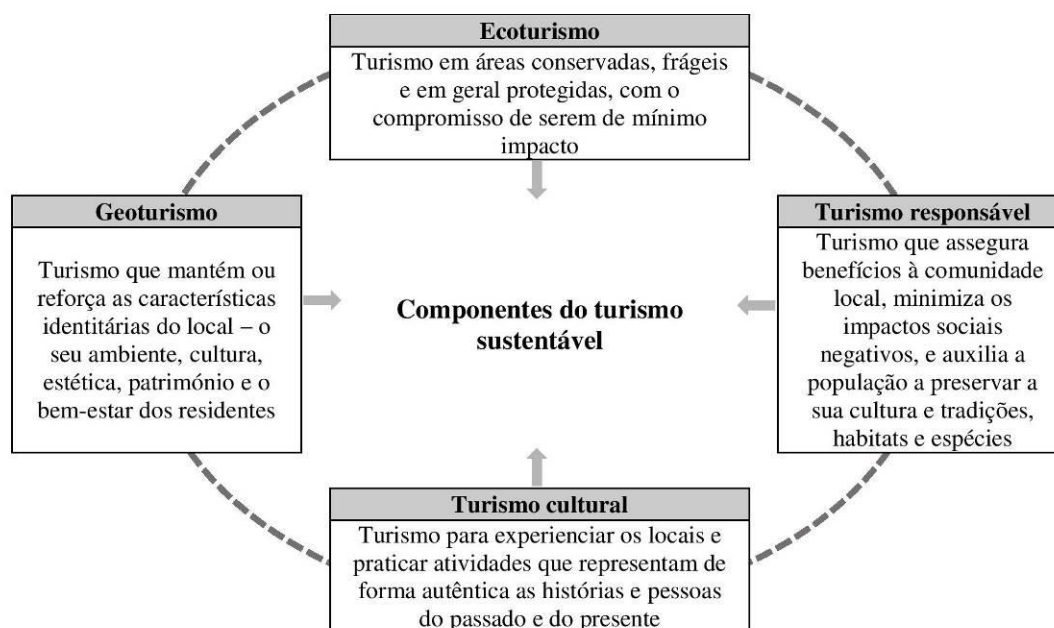 Ecoturismo
Turismo em áreas conservadas, frágeis
e em geral protegidas, com o
compromisso de serem de mínimo
impacto
Geoturismo
Turismo que mantém ou
reforça as características
identitárias do local – o
seu ambiente, cultura,
estética, património e o
bem-estar dos residentes
Componentes do turismo
sustentável
Turismo responsável
Turismo que assegura
benefícios à comunidade
local, minimiza os
impactos sociais
negativos, e auxilia a
população a preservar a
sua cultura e tradições,
habitats e espécies
Turismo cultural
Turismo para experienciar os locais e
praticar atividades que representam de
forma autêntica as histórias e pessoas
do passado e do presente